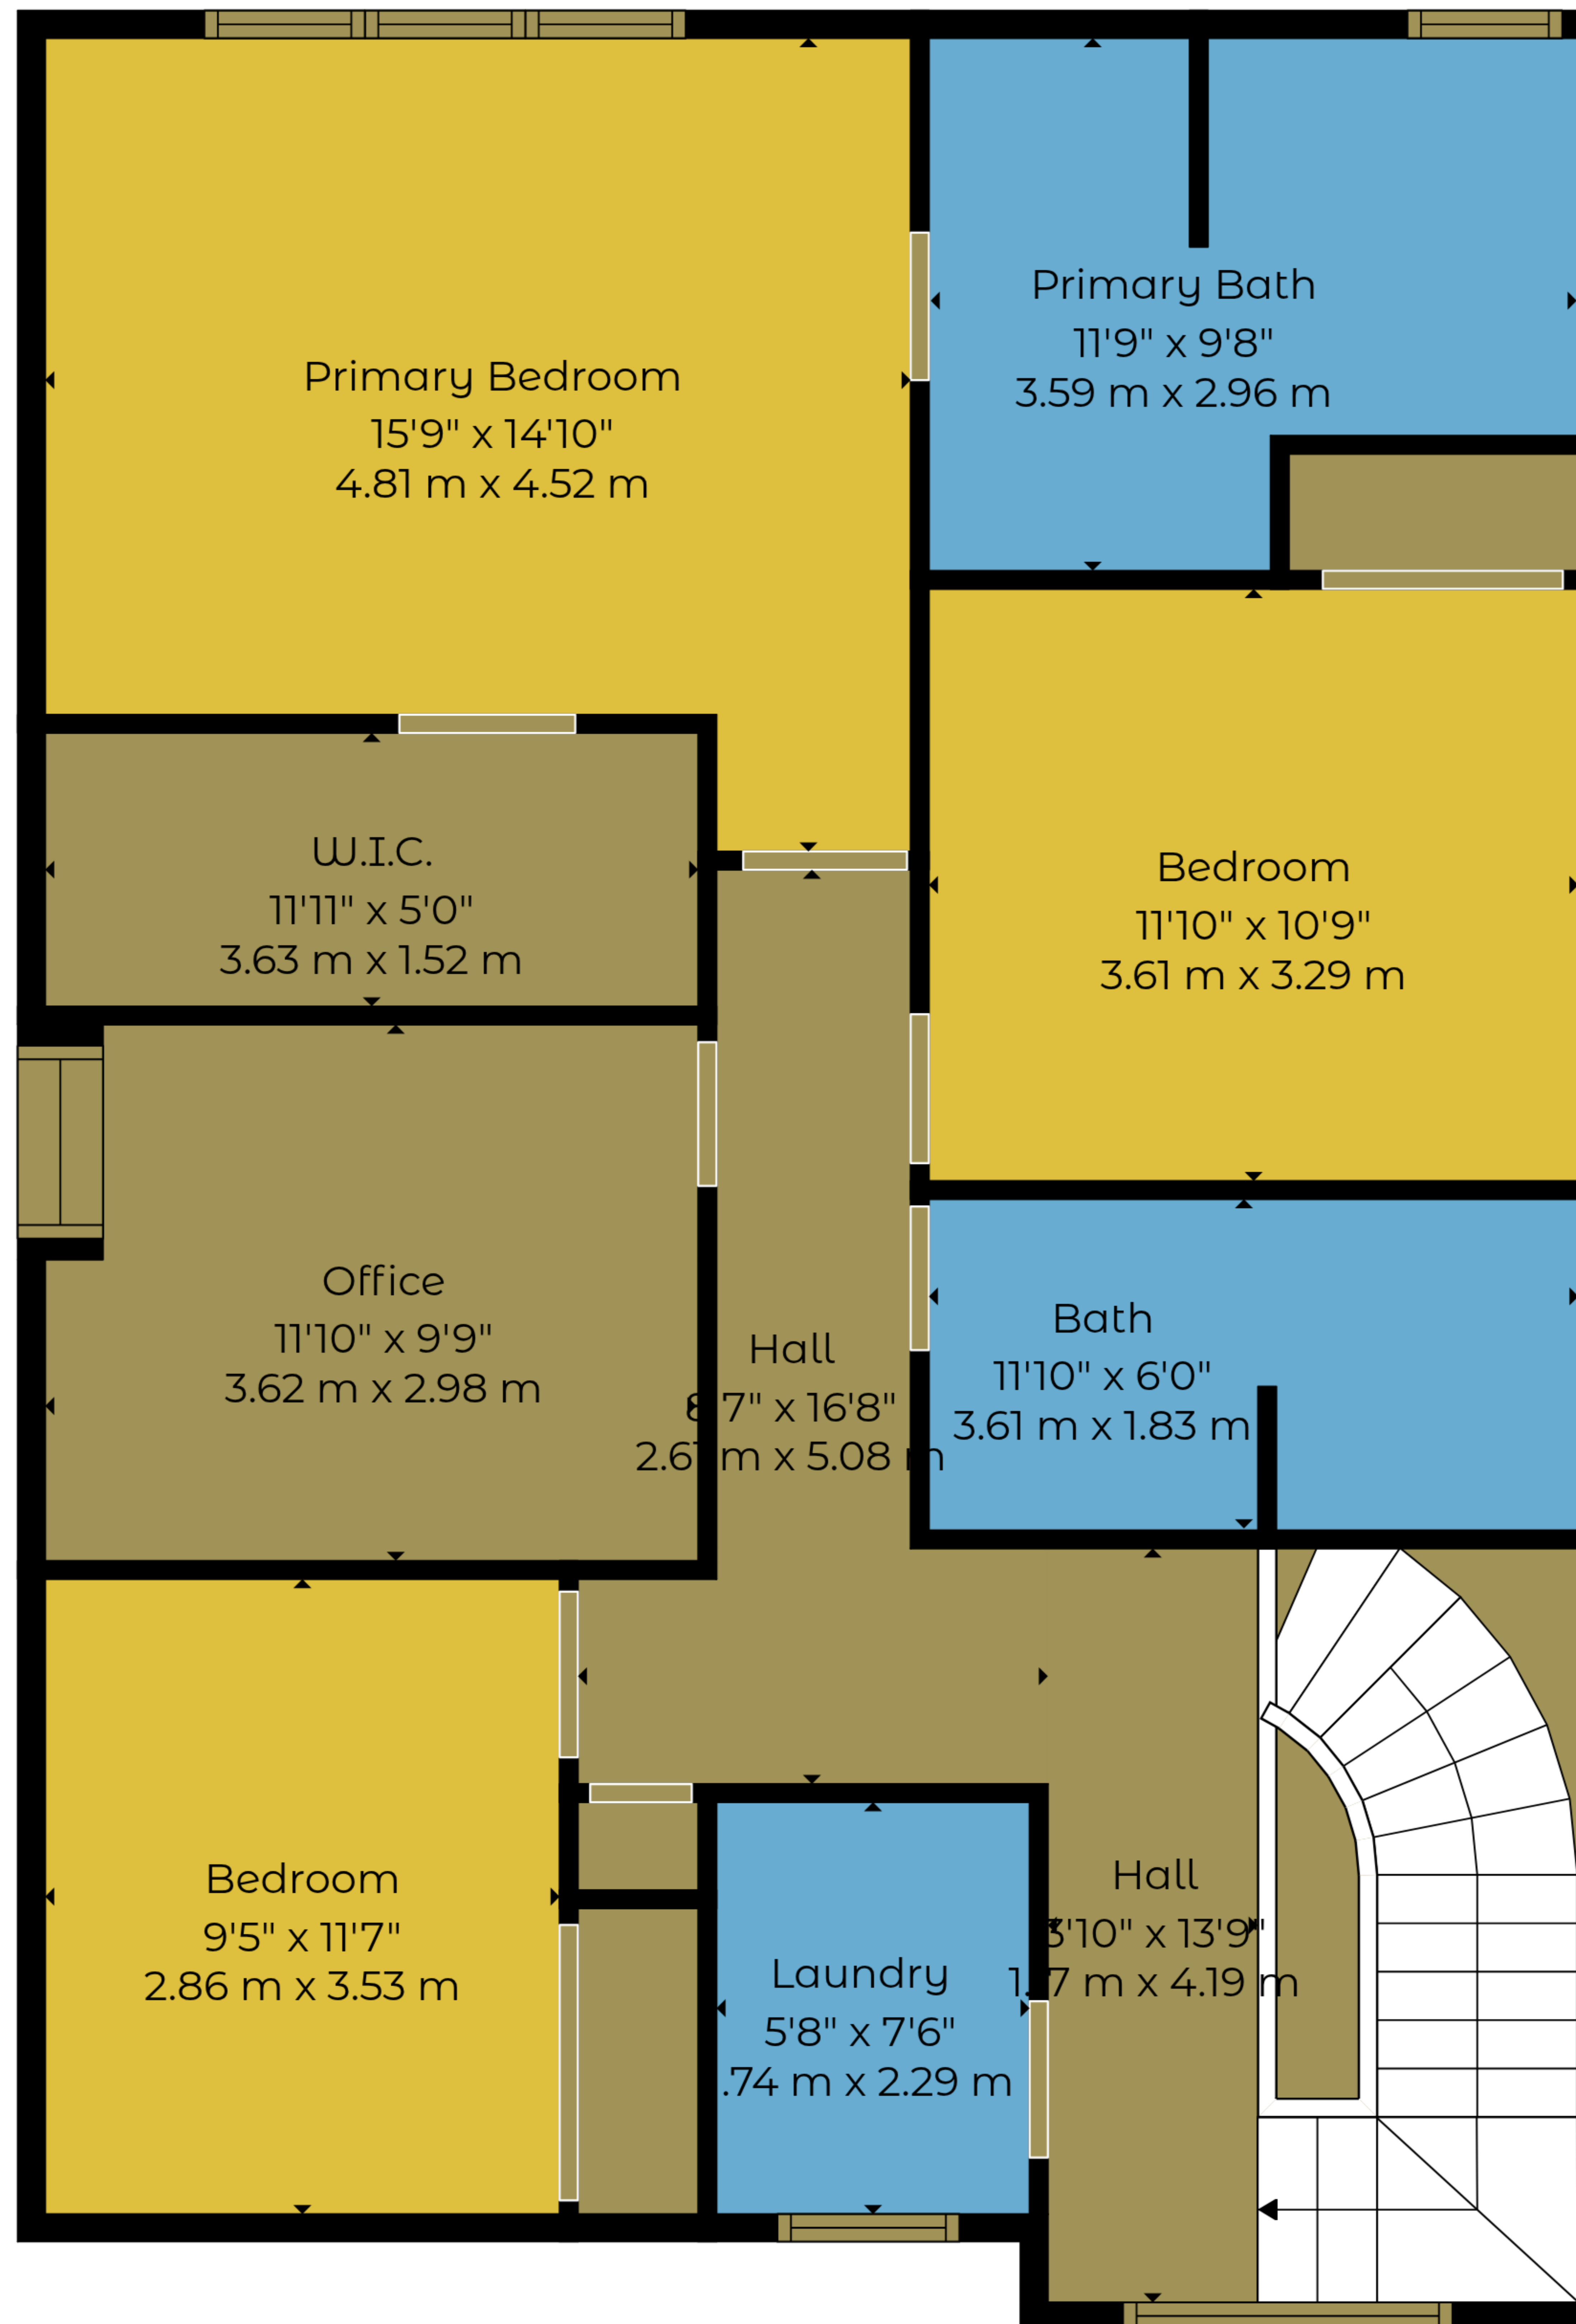 Primary Bedroom
15'9" x 14'10"
4.81 m x 4.52 m
Primary Bath
11'9" x 9'8"
3.59 m x 2.96 m
W.I.C.
11'11" x 5'0"
3.63 m x 1.52 m
Bedroom
11'10" x 10'9"
3.61 m x 3.29 m
Office
11'10" x 9'9"
3.62 m x 2.98 m
Hall
7" x 16'8"
m x 5.08 m
Bath
11'10" x 6'0"
3.61 m x 1.83 m
Bedroom
9'5" x 11'7"
2.86 m x 3.53 m
Laundry
5'8" x 7'6"
.74 m x 2.29 m
Hall
3'10" x 13'9"
m x 4.19 m